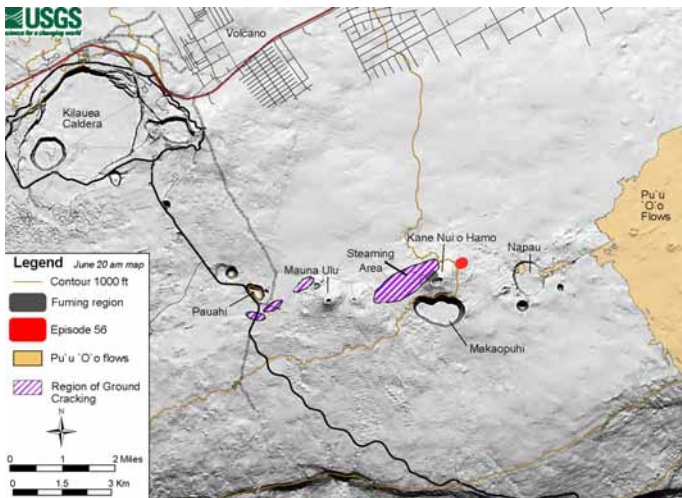 USGS
science for a changing world
Volcano
Kilauea
Caldera
Pu`u
`O`o
Flows
Kane Nui o Hamo
Napau
Steaming
Area
Mauna Ulu
Pauahi
Makaopuhi
Legend June 20 am map
Contour 1000 ft
Fuming region
Episode 56
Pu`u `O`o flows
Region of Ground
Cracking
N
0 1 2 Miles
0 1.5 3 Km